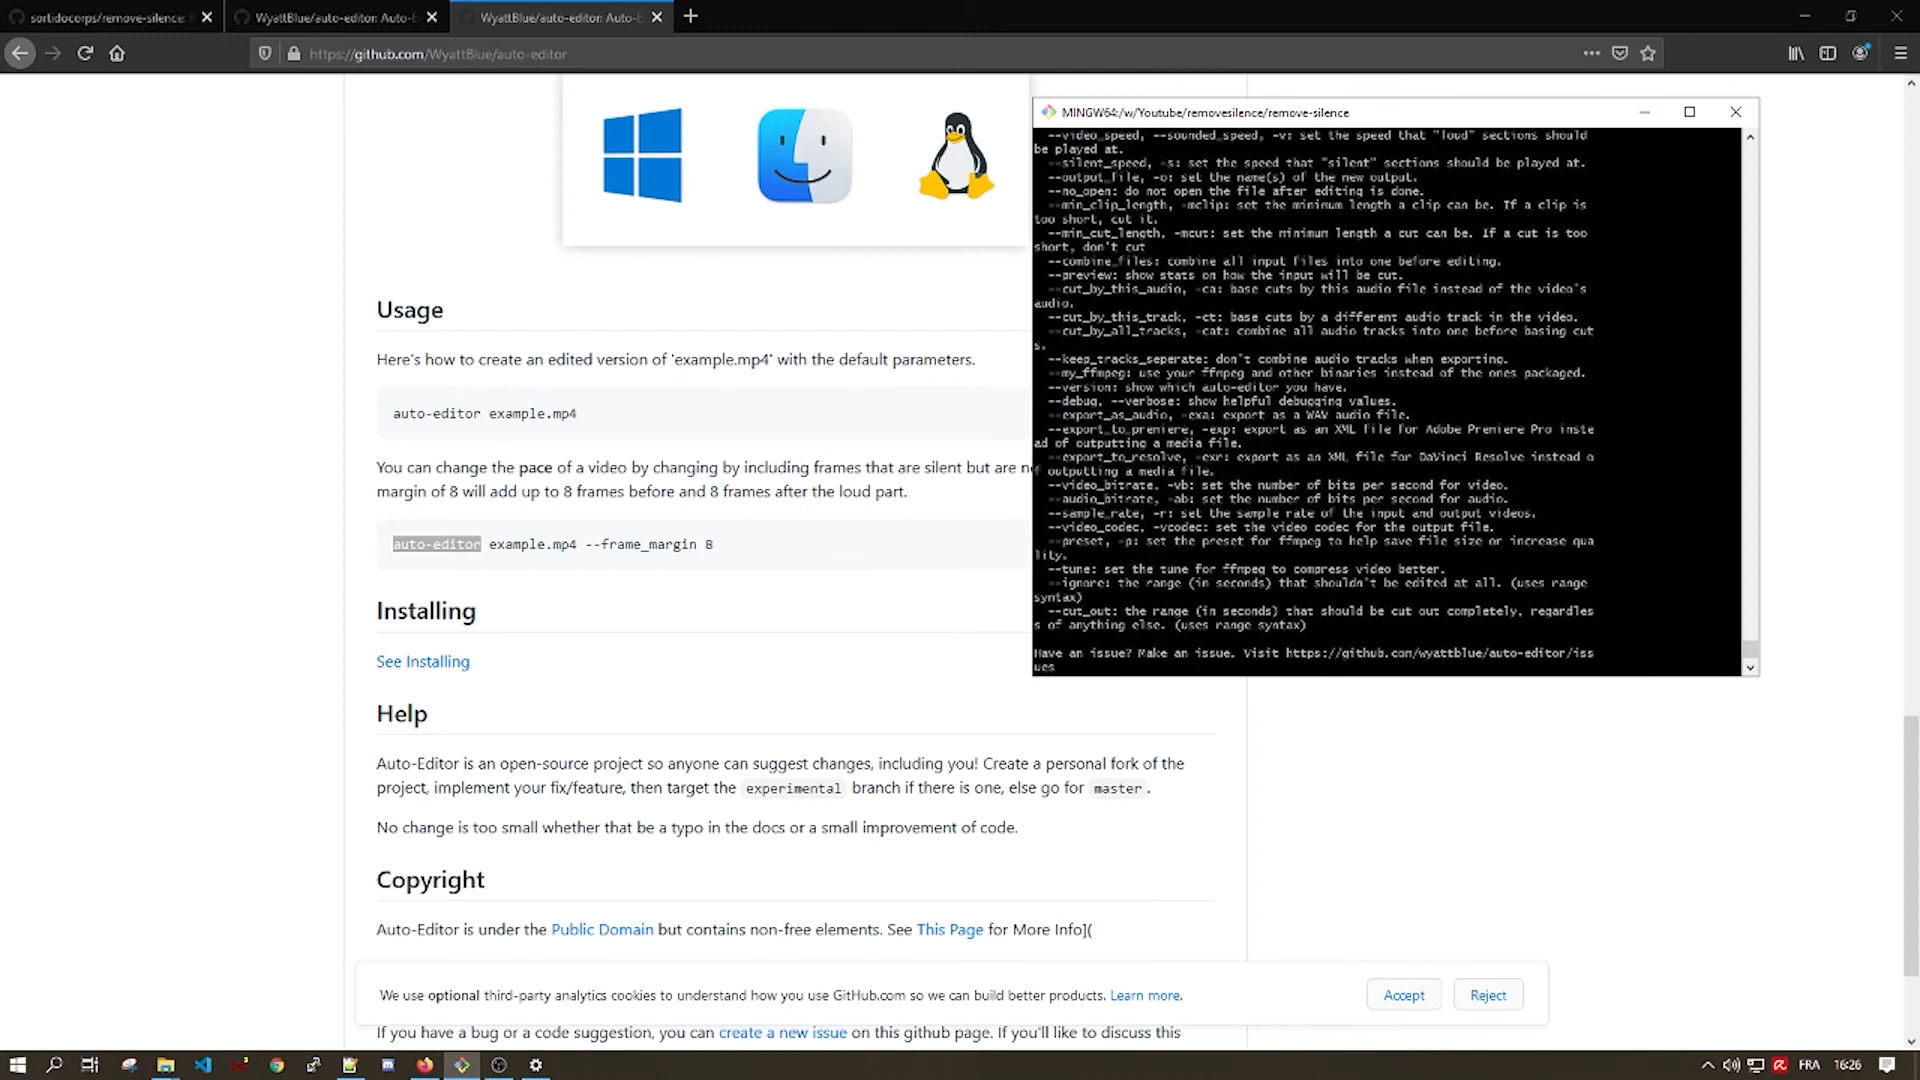 sortidocorps/remove-silence:
WyattBlue/auto-editor: Auto-E
WyattBlue/auto-editor: Auto-E
https://github.com/WyattBlue/auto-editor
Usage
Here's how to create an edited version of 'example.mp4' with the default parameters.
auto-editor example.mp4
You can change the pace of a video by changing by including frames that are silent but are
margin of 8 will add up to 8 frames before and 8 frames after the loud part.
auto-editor example.mp4 --frame_margin 8
Installing
See Installing
Help
Auto-Editor is an open-source project so anyone can suggest changes, including you! Create a personal fork of the
project, implement your fix/feature, then target the experimental branch if there is one, else go for master.
No change is too small whether that be a typo in the docs or a small improvement of code.
Copyright
Auto-Editor is under the Public Domain but contains non-free elements. See This Page for More Info](
We use optional third-party analytics cookies to understand how you use GitHub.com so we can build better products. Learn more.
Accept
Reject
If you have a bug or a code suggestion, you can create a new issue on this github page. If you'll like to discuss this
MINGW64:/w/Youtube/removesilence/remove-silence
--video_speed, --sounded_speed, -v: set the speed that "loud" sections should
be played at.
--silent_speed, -s: set the speed that "silent" sections should be played at.
--output_file, -o: set the name(s) of the new output.
--no_open: do not open the file after editing is done.
--min_clip_length, -mclip: set the minimum length a clip can be. If a clip is
too short, cut it.
--min_cut_length, -mcut: set the minimum length a cut can be. If a cut is too
short, don't cut
--combine_files: combine all input files into one before editing.
--preview: show stats on how the input will be cut.
--cut_by_this_audio, -ca: base cuts by this audio file instead of the video's
audio.
--cut_by_this_track, -ct: base cuts by a different audio track in the video.
--cut_by_all_tracks, -cat: combine all audio tracks into one before basing cut
s.
--keep_tracks_seperate: don't combine audio tracks when exporting.
--my_ffmpeg: use your ffmpeg and other binaries instead of the ones packaged.
--version: show which auto-editor you have.
--debug, --verbose: show helpful debugging values.
--export_as_audio, -exa: export as a WAV audio file.
--export_to_premiere, -exp: export as an XML file for Adobe Premiere Pro inste
ad of outputting a media file.
--export_to_resolve, -exr: export as an XML file for DaVinci Resolve instead o
f outputting a media file.
--video_bitrate, -vb: set the number of bits per second for video.
--audio_bitrate, -ab: set the number of bits per second for audio.
--sample_rate, -r: set the sample rate of the input and output videos.
--video_codec, -vcodec: set the video codec for the output file.
--preset, -p: set the preset for ffmpeg to help save file size or increase qua
lity.
--tune: set the tune for ffmpeg to compress video better.
--ignore: the range (in seconds) that shouldn't be edited at all. (uses range
syntax)
--cut_out: the range (in seconds) that should be cut out completely, regardles
s of anything else. (uses range syntax)
Have an issue? Make an issue. Visit https://github.com/wyattblue/auto-editor/iss
ues
FRA
16:26